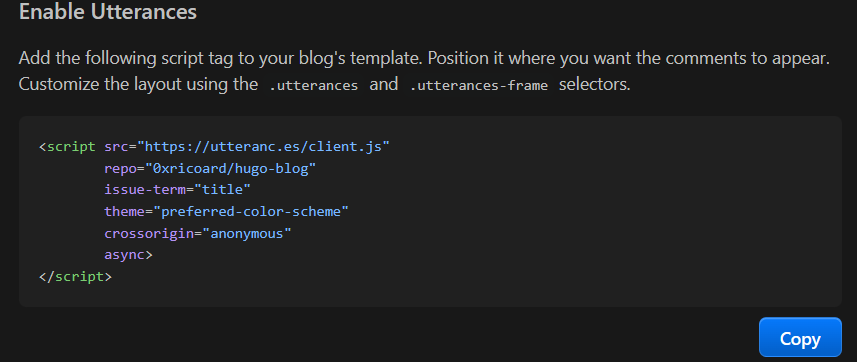 Enable Utterances
Add the following script tag to your blog's template. Position it where you want the comments to appear.
Customize the layout using the .utterances and .utterances-frame selectors.
<script src="https://utteranc.es/client.js"
        repo="0xricoard/hugo-blog"
        issue-term="title"
        theme="preferred-color-scheme"
        crossorigin="anonymous"
        async>
</script>
Copy